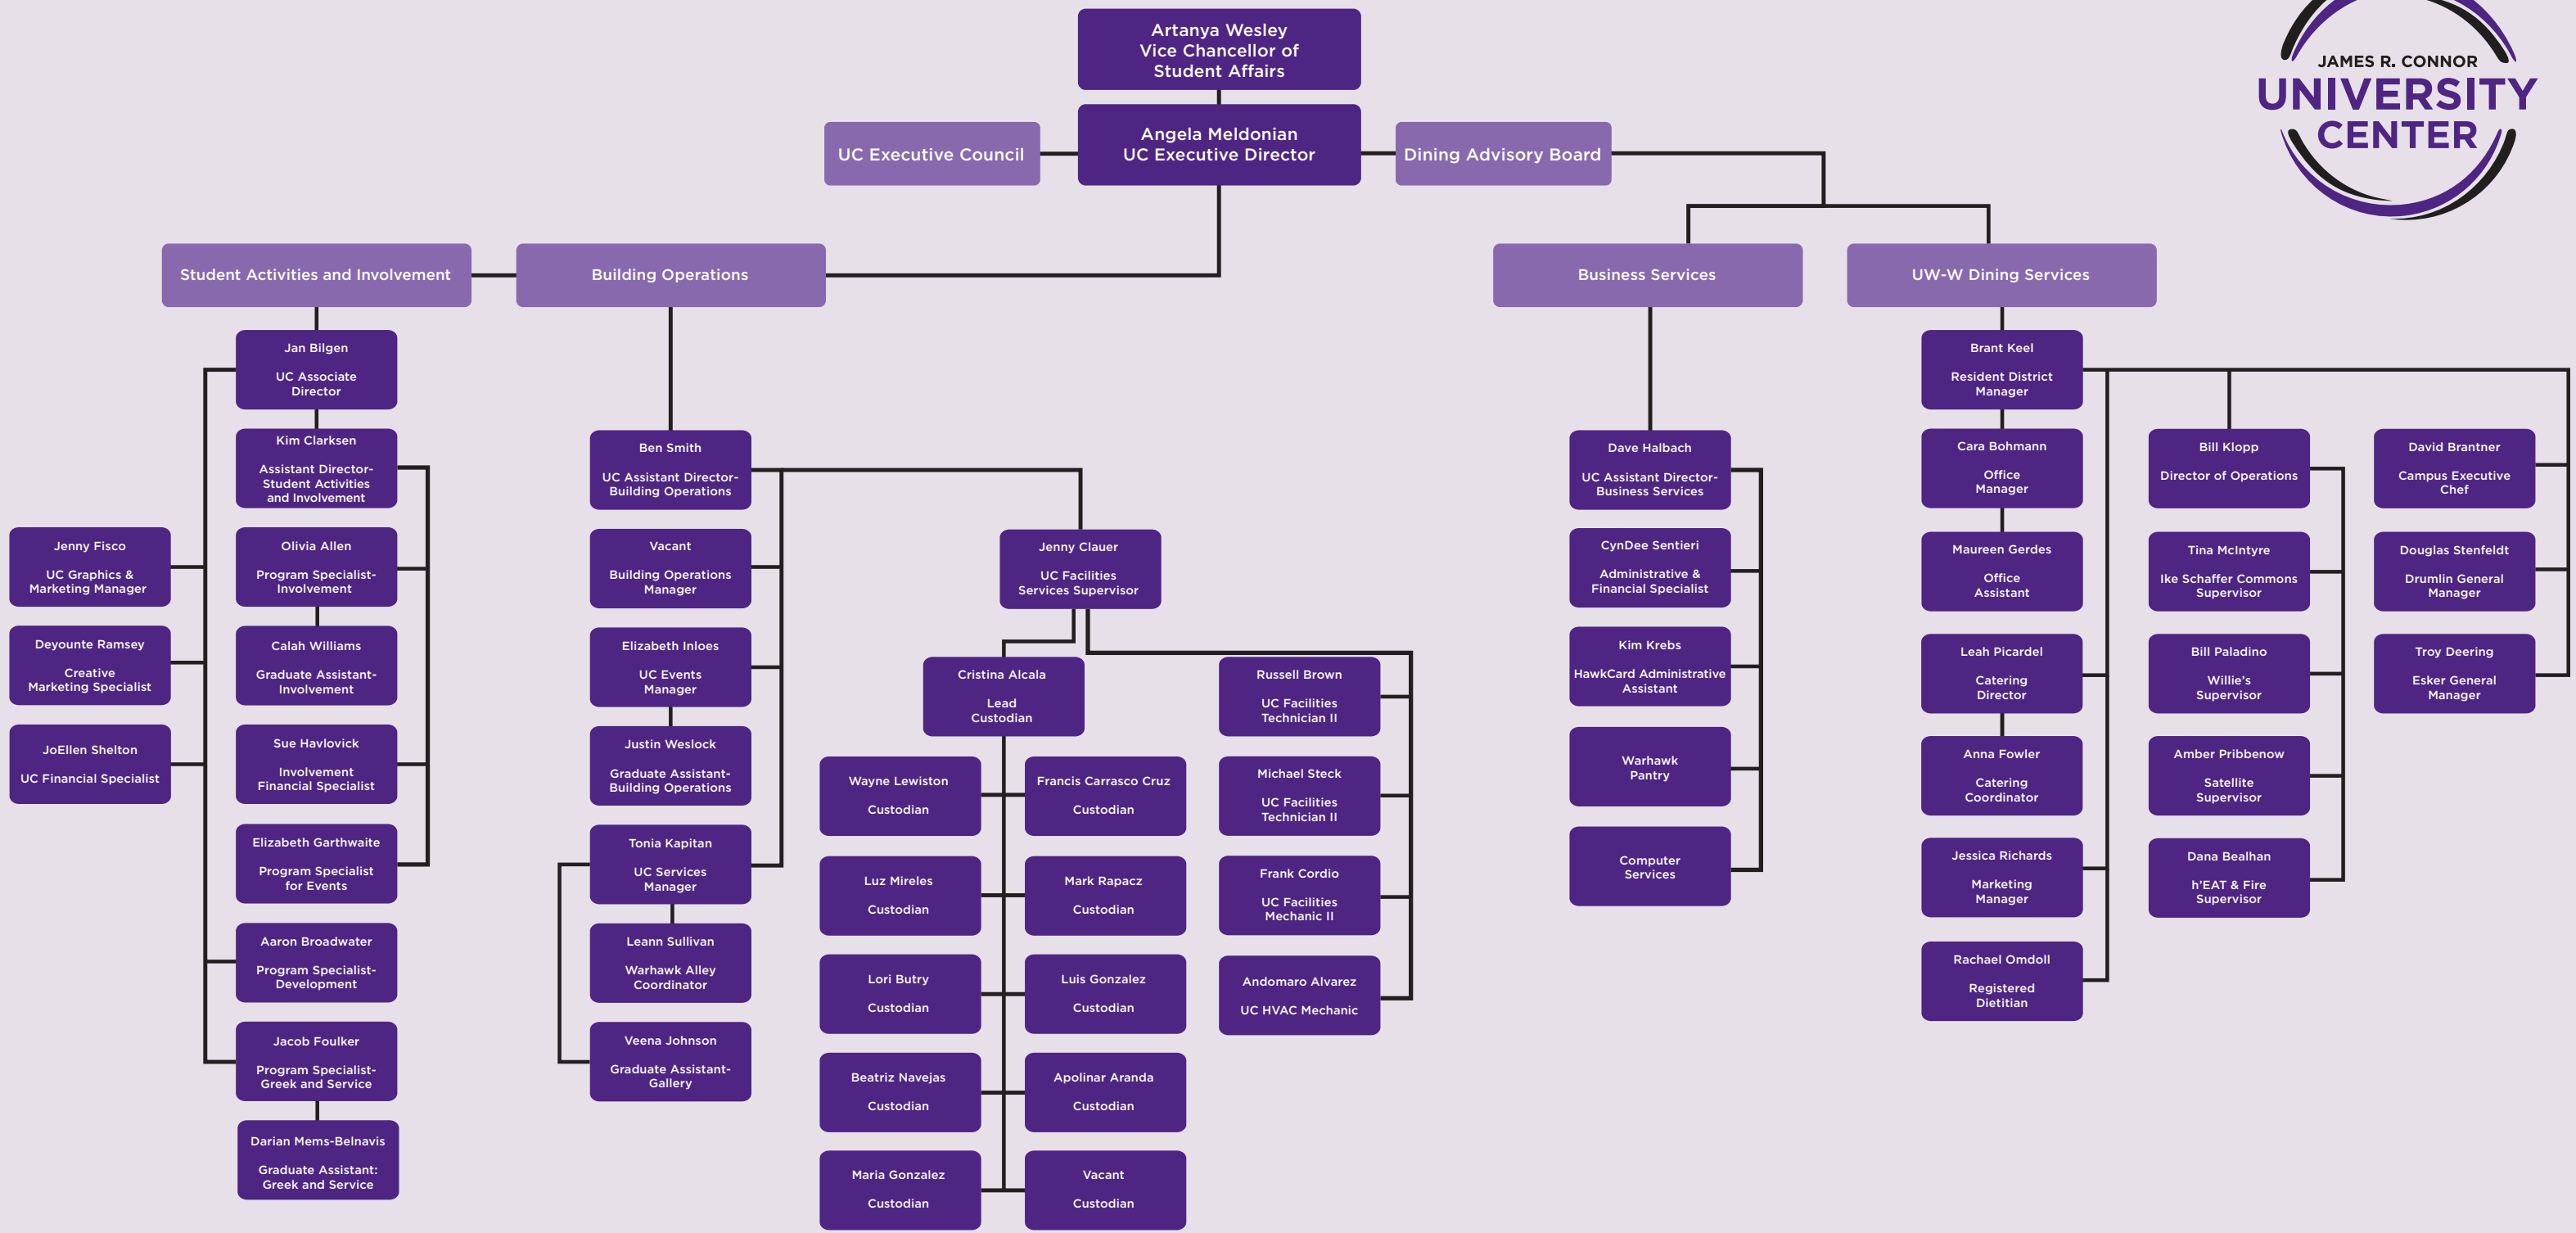 Artanya Wesley
Vice Chancellor of
Student Affairs
JAMES R. CONNOR
UNIVERSITY
CENTER
UC Executive Council
Angela Meldonian
UC Executive Director
Dining Advisory Board
Student Activities and Involvement
Building Operations
Business Services
UW-W Dining Services
Jan Bilgen
UC Associate
Director
Kim Clarksen
Assistant Director-
Student Activities
and Involvement
Jenny Fisco
UC Graphics &
Marketing Manager
Deyounte Ramsey
Creative
Marketing Specialist
JoEllen Shelton
UC Financial Specialist
Olivia Allen
Program Specialist-
Involvement
Calah Williams
Graduate Assistant-
Involvement
Sue Havlovick
Involvement
Financial Specialist
Elizabeth Garthwaite
Program Specialist
for Events
Aaron Broadwater
Program Specialist-
Development
Jacob Foulker
Program Specialist-
Greek and Service
Darian Mems-Belnavis
Graduate Assistant:
Greek and Service
Ben Smith
UC Assistant Director-
Building Operations
Vacant
Building Operations
Manager
Elizabeth Inloes
UC Events
Manager
Justin Weslock
Graduate Assistant-
Building Operations
Tonia Kapitan
UC Services
Manager
Leann Sullivan
Warhawk Alley
Coordinator
Veena Johnson
Graduate Assistant-
Gallery
Jenny Clauer
UC Facilities
Services Supervisor
Cristina Alcala
Lead
Custodian
Wayne Lewiston
Custodian
Francis Carrasco Cruz
Custodian
Luz Mireles
Custodian
Mark Rapacz
Custodian
Lori Butry
Custodian
Luis Gonzalez
Custodian
Beatriz Navejas
Custodian
Apolinar Aranda
Custodian
Maria Gonzalez
Custodian
Vacant
Custodian
Russell Brown
UC Facilities
Technician II
Michael Steck
UC Facilities
Technician II
Frank Cordio
UC Facilities
Mechanic II
Andomaro Alvarez
UC HVAC Mechanic
Dave Halbach
UC Assistant Director-
Business Services
CynDee Sentieri
Administrative &
Financial Specialist
Kim Krebs
HawkCard Administrative
Assistant
Warhawk
Pantry
Computer
Services
Brant Keel
Resident District
Manager
Cara Bohmann
Office
Manager
Maureen Gerdes
Office
Assistant
Leah Picardel
Catering
Director
Anna Fowler
Catering
Coordinator
Jessica Richards
Marketing
Manager
Rachael Omdoll
Registered
Dietitian
Bill Klopp
Director of Operations
Tina McIntyre
Ike Schaffer Commons
Supervisor
Bill Paladino
Willie's
Supervisor
Amber Pribbenow
Satellite
Supervisor
Dana Bealhan
h'EAT & Fire
Supervisor
David Brantner
Campus Executive
Chef
Douglas Stenfeldt
Drumlin General
Manager
Troy Deering
Esker General
Manager